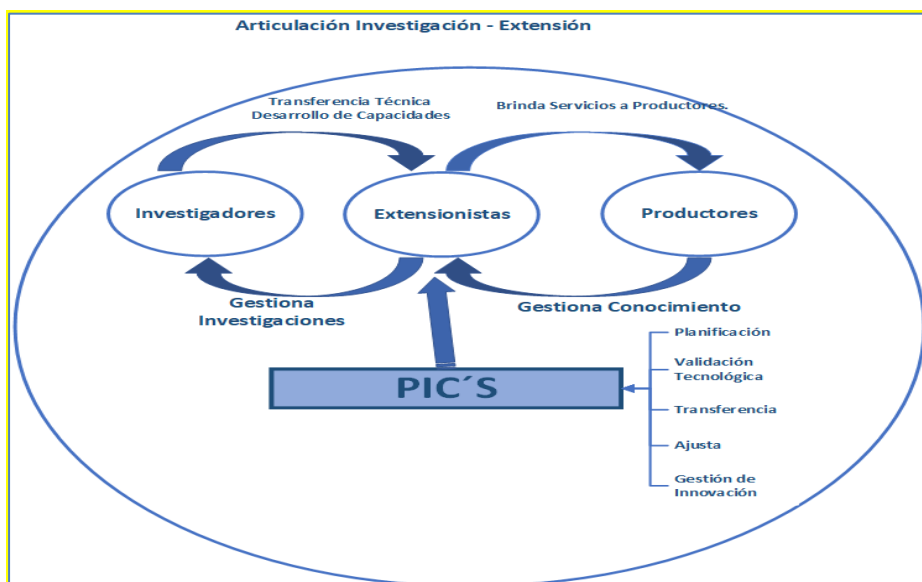 Articulación Investigación - Extensión
Transferencia Técnica
Desarrollo de Capacidades
Brinda Servicios a Productores.
Investigadores
Extensionistas
Productores
Gestiona
Investigaciones
Gestiona Conocimiento
PIC´S
Planificación
Validación
Tecnológica
Transferencia
Ajusta
Gestión de
Innovación